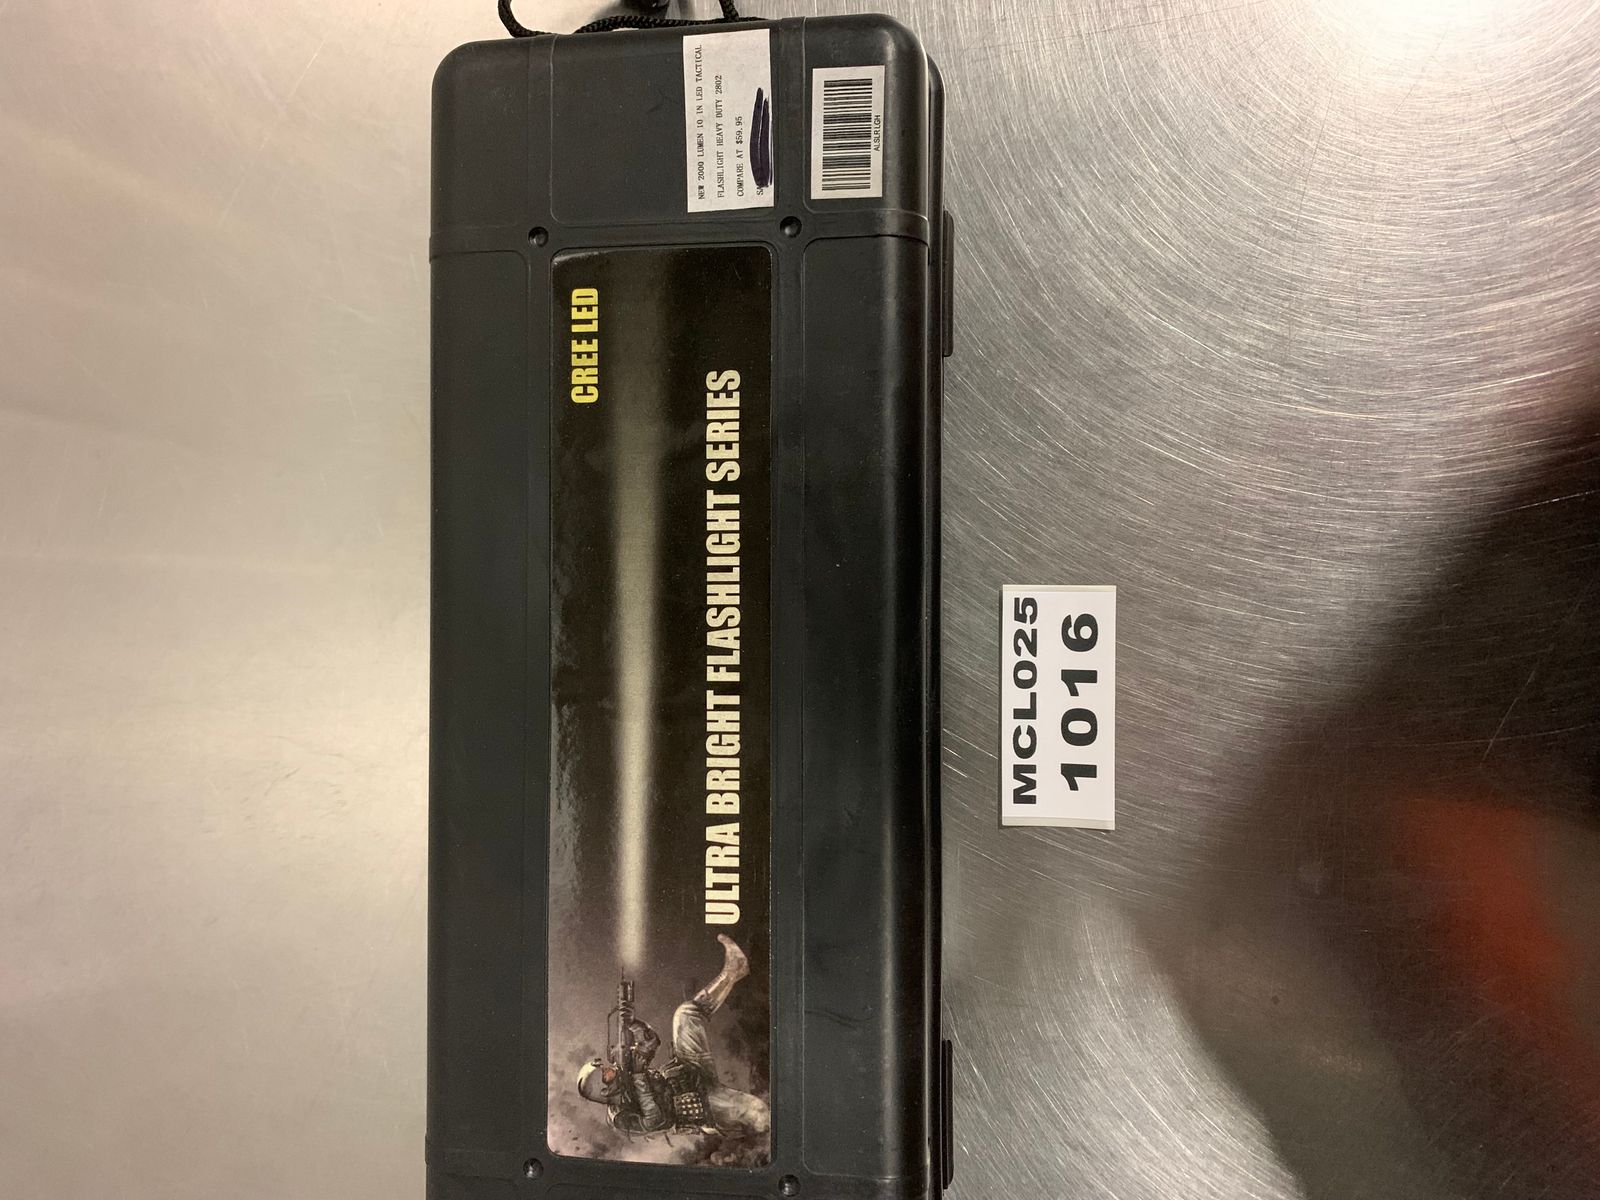 NEW 2000 LUMEN 10 IN LED TACTICAL
FLASHLIGHT HEAVY DUTY 2802
COMPARE AT $59.95
ALSLRLGH
CREE LED
ULTRA BRIGHT FLASHLIGHT SERIES
MCL025
1016